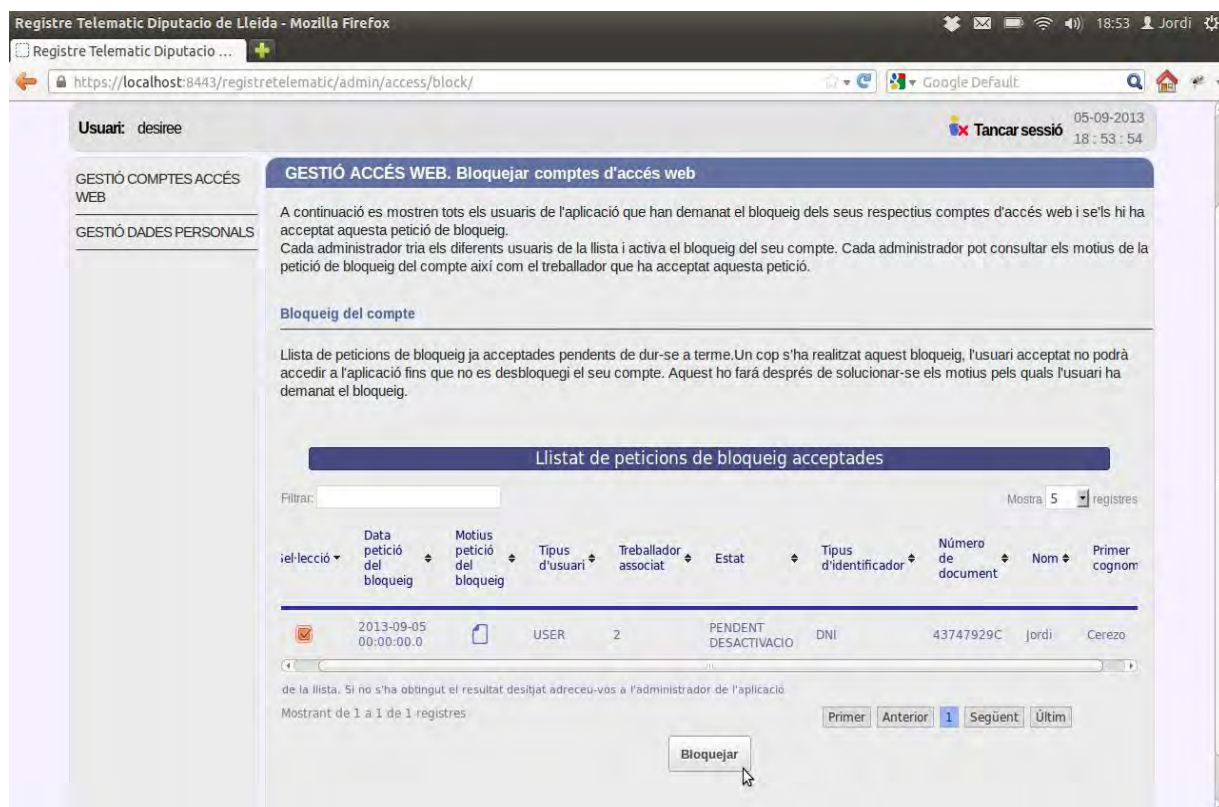 Registre Telematic Diputacio de Lleida - Mozilla Firefox
18:53 Jordi
Registre Telematic Diputacio ...
https://localhost:8443/registretelematic/admin/access/block/
Google Default
Usuari: desiree
Tancar sessió
05-09-2013
18 : 53 : 54
GESTIÓ COMPTES ACCÉS
WEB
GESTIÓ DADES PERSONALS
GESTIÓ ACCÉS WEB. Bloquejar comptes d'accés web
A continuació es mostren tots els usuaris de l'aplicació que han demanat el bloqueig dels seus respectius comptes d'accés web i se'ls hi ha
acceptat aquesta petició de bloqueig.
Cada administrador tria els diferents usuaris de la llista i activa el bloqueig del seu compte. Cada administrador pot consultar els motius de la
petició de bloqueig del compte així com el treballador que ha acceptat aquesta petició.
Bloqueig del compte
Llista de peticions de bloqueig ja acceptades pendents de dur-se a terme.Un cop s'ha realitzat aquest bloqueig, l'usuari acceptat no podrà
accedir a l'aplicació fins que no es desbloquegi el seu compte. Aquest ho fará després de solucionar-se els motius pels quals l'usuari ha
demanat el bloqueig.
Llistat de peticions de bloqueig acceptades
Filtrar:
Mostra 5 registres
iel·lecció
Data
petició
del
bloqueig
Motius
petició
del
bloqueig
Tipus
d'usuari
Treballador
associat
Estat
Tipus
d'identificador
Número
de
document
Nom
Primer
cognom
2013-09-05
00:00:00.0
USER
2
PENDENT
DESACTIVACIO
DNI
43747929C
Jordi
Cerezo
de la llista. Si no s'ha obtingut el resultat desitjat adreceu-vos a l'administrador de l'aplicació
Mostrant de 1 a 1 de 1 registres
Primer Anterior 1 Següent Últim
Bloquejar